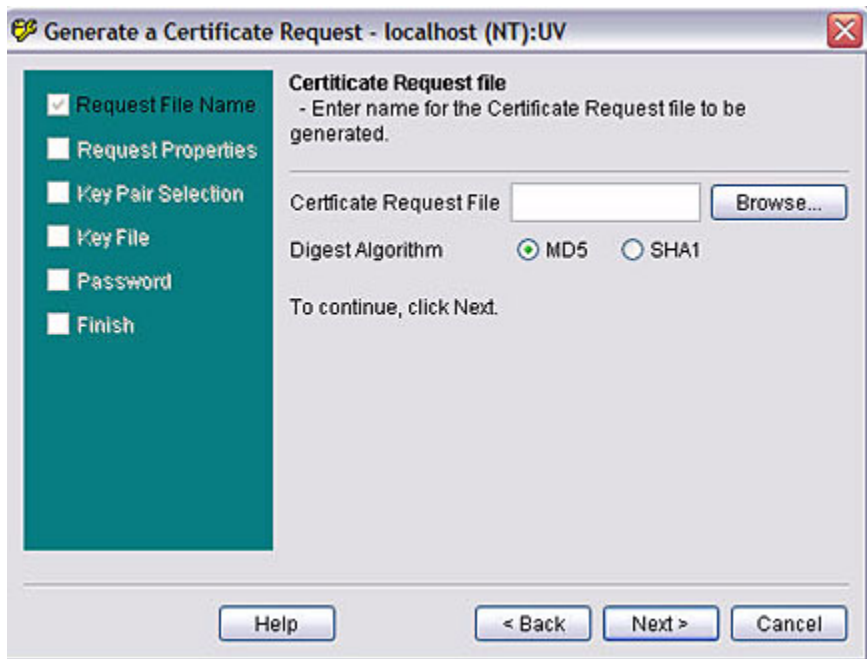 Generate a Certificate Request - localhost (NT):UV
Request File Name
Request Properties
Key Pair Selection
Key File
Password
Finish
Certiticate Request file
- Enter name for the Certificate Request file to be
generated.
Certficate Request File
Browse...
Digest Algorithm
MD5
SHA1
To continue, click Next.
Help
< Back
Next >
Cancel